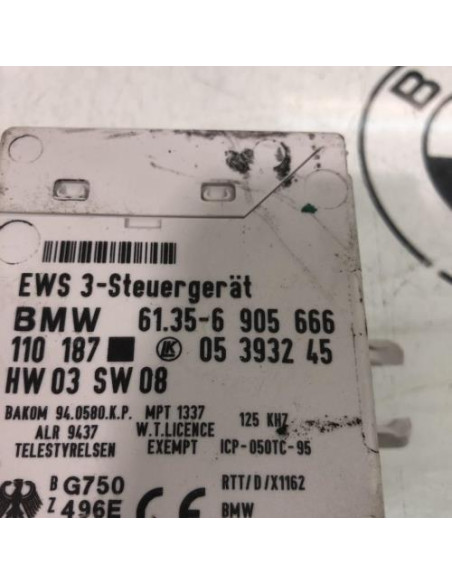 EWS 3-Steuergerät
BMW 61.35-6 905 666
110 187 LK 05 3932 45
HW 03 SW 08
BAKOM 94.0580.K.P. MPT 1337 125 KHZ
ALR 9437 W.T.LICENCE
TELESTYRELSEN EXEMPT ICP-050TC-95
B G750 RTT/D/X1162
Z 496E CE BMW
B